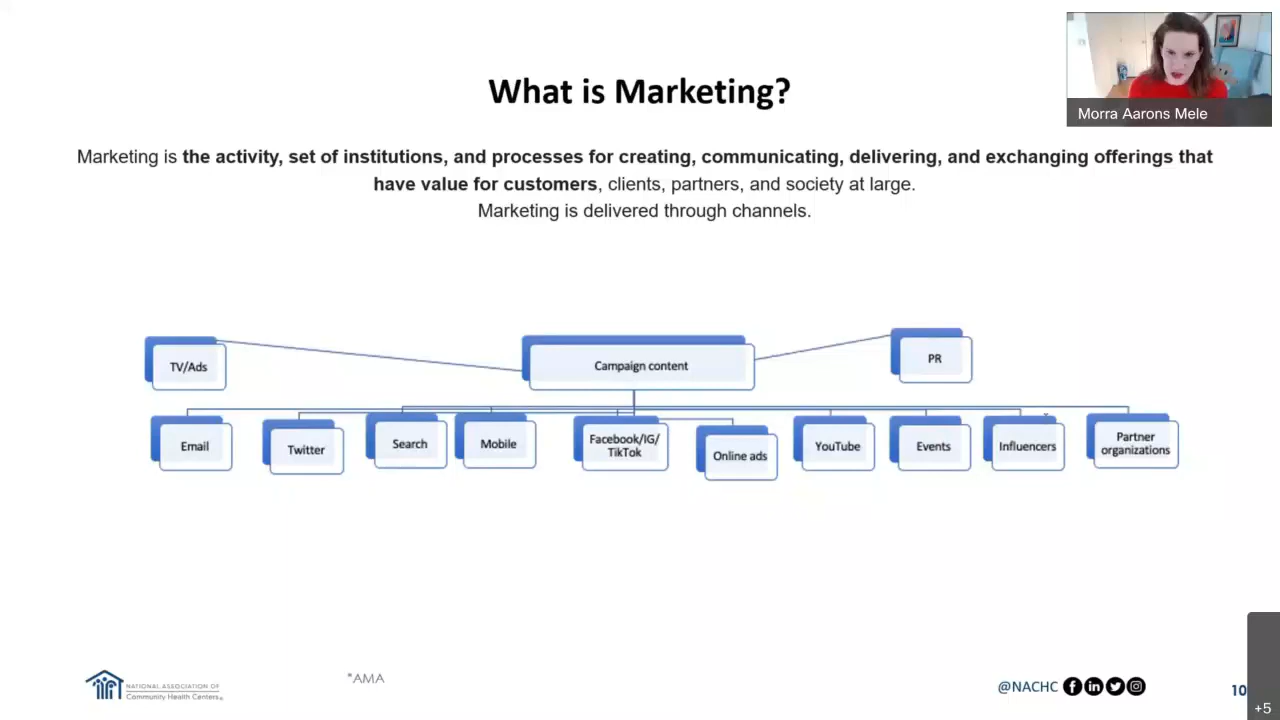 What is Marketing?
Morra Aarons Mele
Marketing is the activity, set of institutions, and processes for creating, communicating, delivering, and exchanging offerings that
have value for customers, clients, partners, and society at large.
Marketing is delivered through channels.
TV/Ads
Campaign content
PR
Email
Twitter
Search
Mobile
Facebook/IG/
TikTok
Online ads
YouTube
Events
Influencers
Partner
organizations
NATIONAL ASSOCIATION OF
Community Health Centers®
*AMA
@NACHC
10
+5